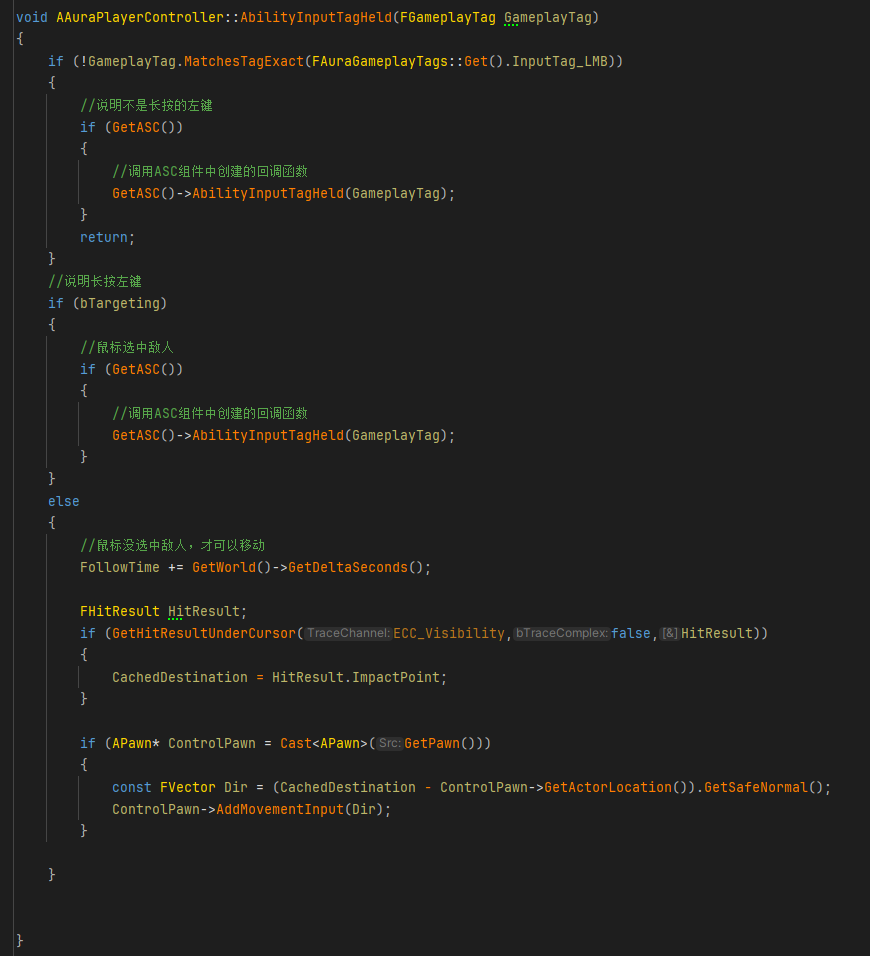 void AAuraPlayerController::AbilityInputTagHeld(FGameplayTag GameplayTag)
{
    if (!GameplayTag.MatchesTagExact(FAuraGameplayTags::Get().InputTag_LMB))
    {
        //说明不是长按的左键
        if (GetASC())
        {
            //调用ASC组件中创建的回调函数
            GetASC()->AbilityInputTagHeld(GameplayTag);
        }
        return;
    }
    //说明长按左键
    if (bTargeting)
    {
        //鼠标选中敌人
        if (GetASC())
        {
            //调用ASC组件中创建的回调函数
            GetASC()->AbilityInputTagHeld(GameplayTag);
        }
    }
    else
    {
        //鼠标没选中敌人，才可以移动
        FollowTime += GetWorld()->GetDeltaSeconds();
        FHitResult HitResult;
        if (GetHitResultUnderCursor( TraceChannel: ECC_Visibility, bTraceComplex: false, [&] HitResult))
        {
            CachedDestination = HitResult.ImpactPoint;
        }
        if (APawn* ControlPawn = Cast<APawn>( Src: GetPawn()))
        {
            const FVector Dir = (CachedDestination - ControlPawn->GetActorLocation()).GetSafeNormal();
            ControlPawn->AddMovementInput(Dir);
        }
    }
}